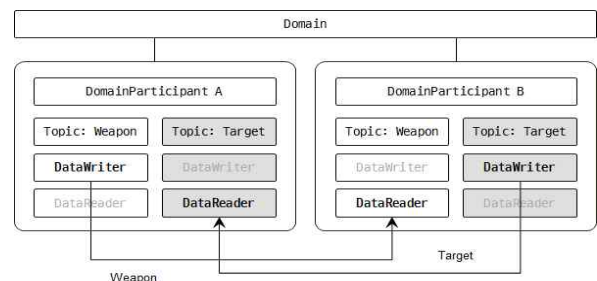 Domain
DomainParticipant A
DomainParticipant B
Topic: Weapon
Topic: Target
Topic: Weapon
Topic: Target
DataWriter
DataWriter
DataWriter
DataWriter
DataReader
DataReader
DataReader
DataReader
Target
Weapon